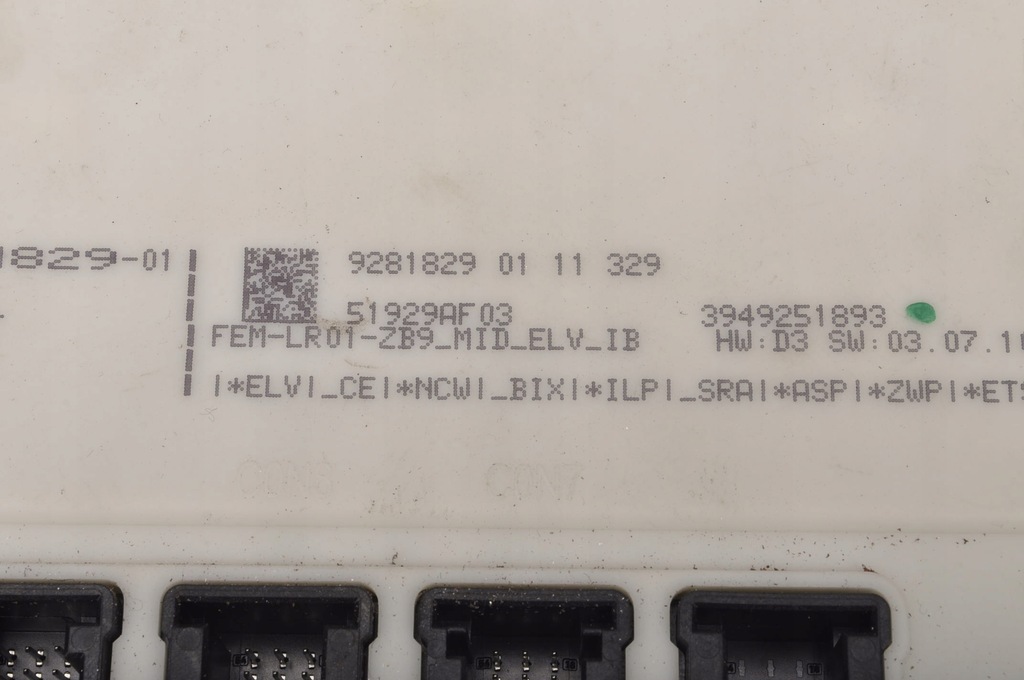 1829-01
9281829 01 11 329
51929AF03 3949251893
FEM-LR01-ZB9_MID_ELV_IB HW:D3 SW:03.07.1
|*ELV|_CE|*NCW|_BIX|*ILP|_SRA|*ASP|*ZWP|*ET